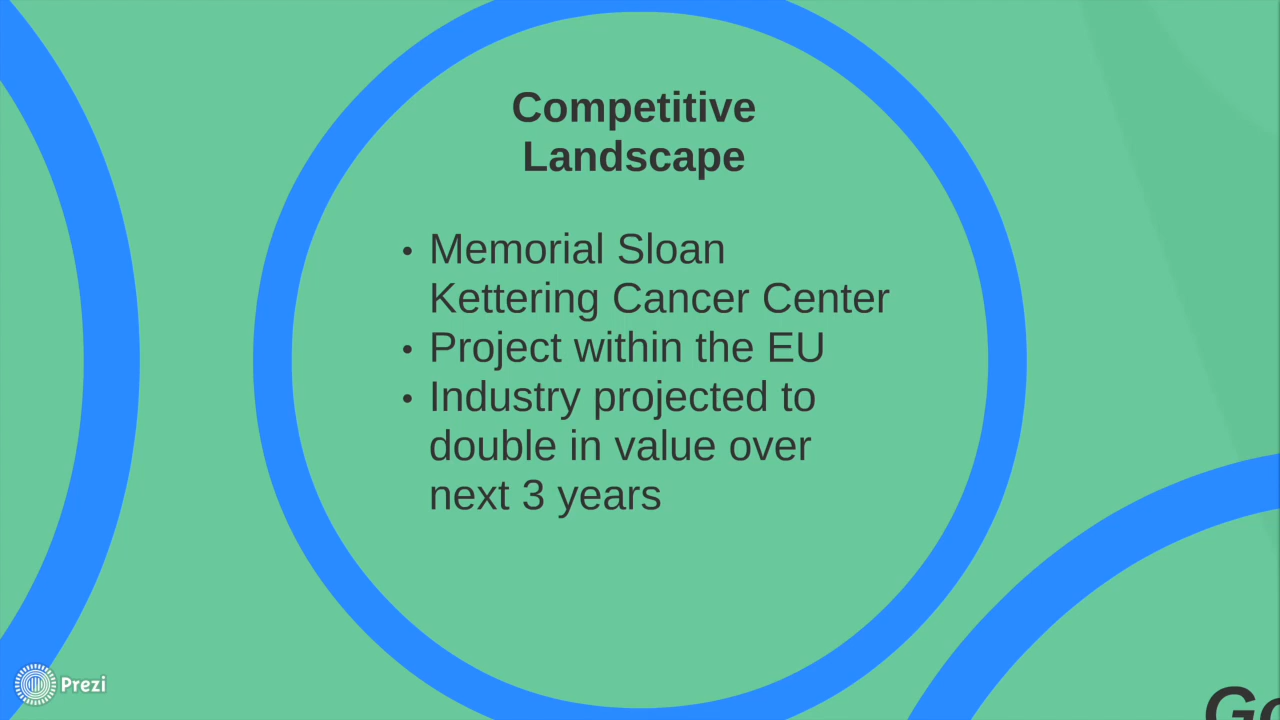 Competitive
Landscape
• Memorial Sloan
Kettering Cancer Center
• Project within the EU
• Industry projected to
double in value over
next 3 years
Prezi